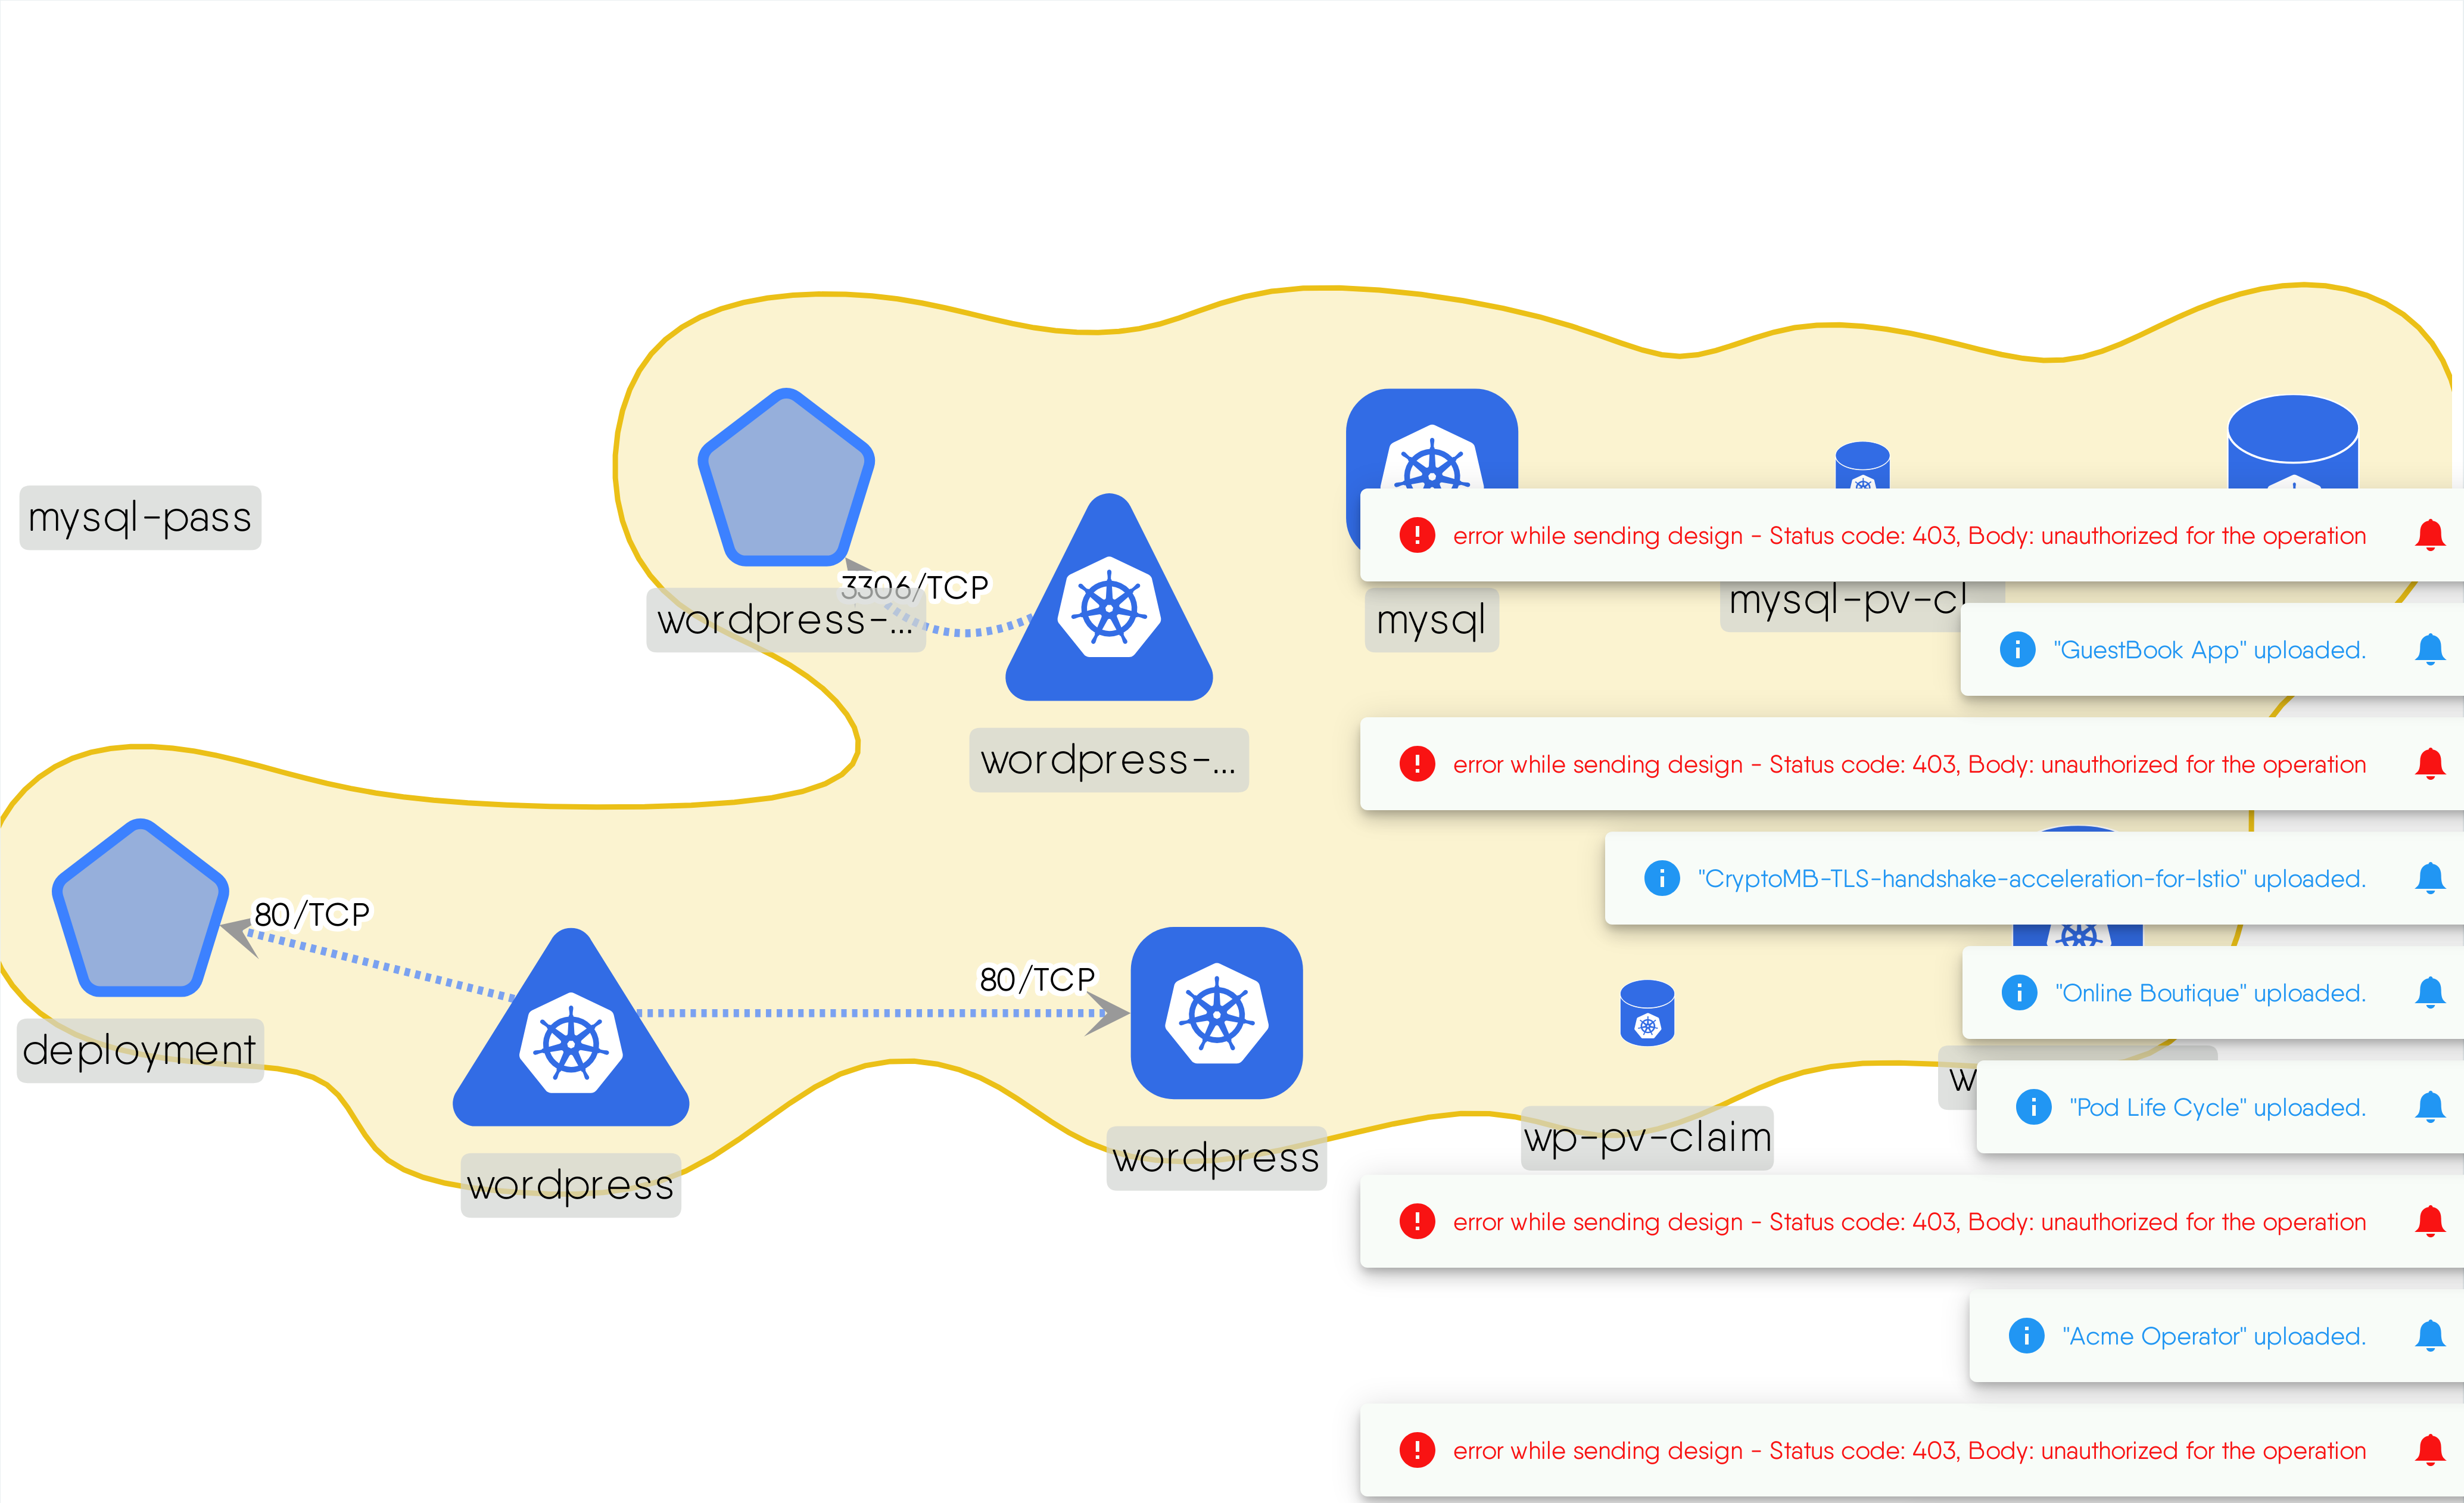 mysql-pass
3306/TCP
wordpress-...
wordpress-...
mysql
mysql-pv-cl
80/TCP
deployment
wordpress
80/TCP
wordpress
wp-pv-claim
w
error while sending design - Status code: 403, Body: unauthorized for the operation
"GuestBook App" uploaded.
error while sending design - Status code: 403, Body: unauthorized for the operation
"CryptoMB-TLS-handshake-acceleration-for-Istio" uploaded.
"Online Boutique" uploaded.
"Pod Life Cycle" uploaded.
error while sending design - Status code: 403, Body: unauthorized for the operation
"Acme Operator" uploaded.
error while sending design - Status code: 403, Body: unauthorized for the operation